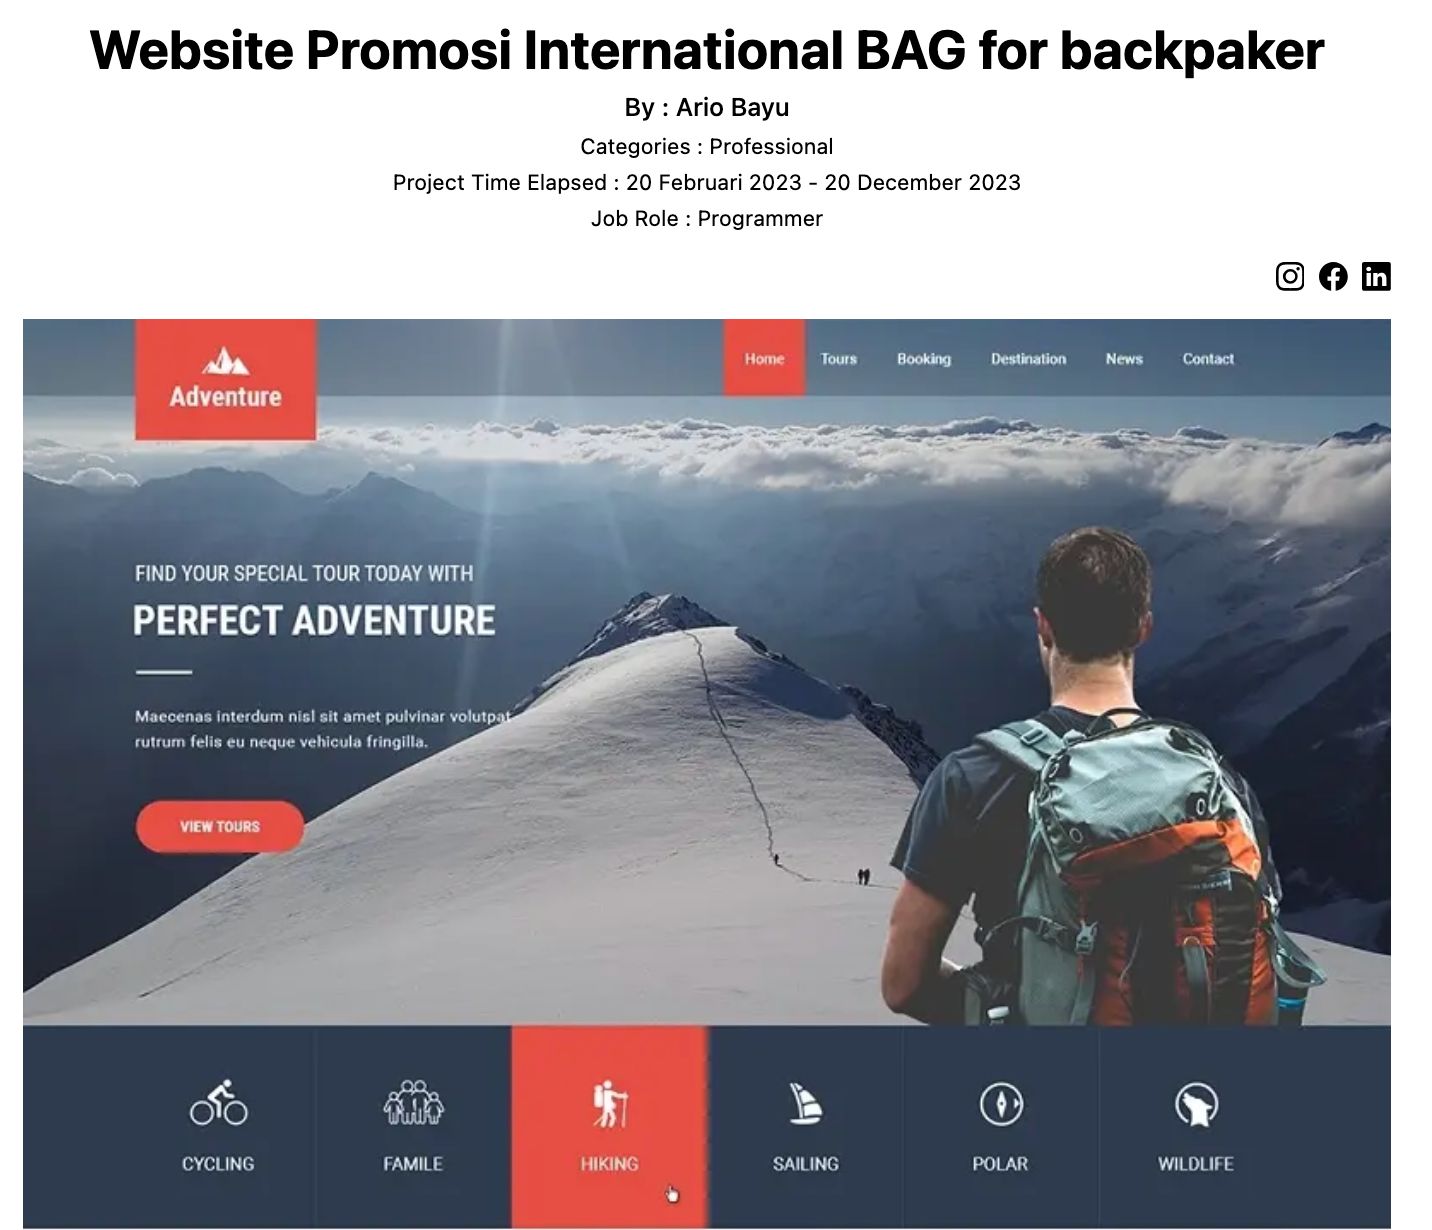 Website Promosi International BAG for backpaker
By : Ario Bayu
Categories : Professional
Project Time Elapsed : 20 Februari 2023 - 20 December 2023
Job Role : Programmer
Adventure
Home Tours Booking Destination News Contact
FIND YOUR SPECIAL TOUR TODAY WITH
PERFECT ADVENTURE
Maecenas interdum nisl sit amet pulvinar volutpat
rutrum felis eu neque vehicula fringilla.
VIEW TOURS
CYCLING FAMILE HIKING SAILING POLAR WILDLIFE